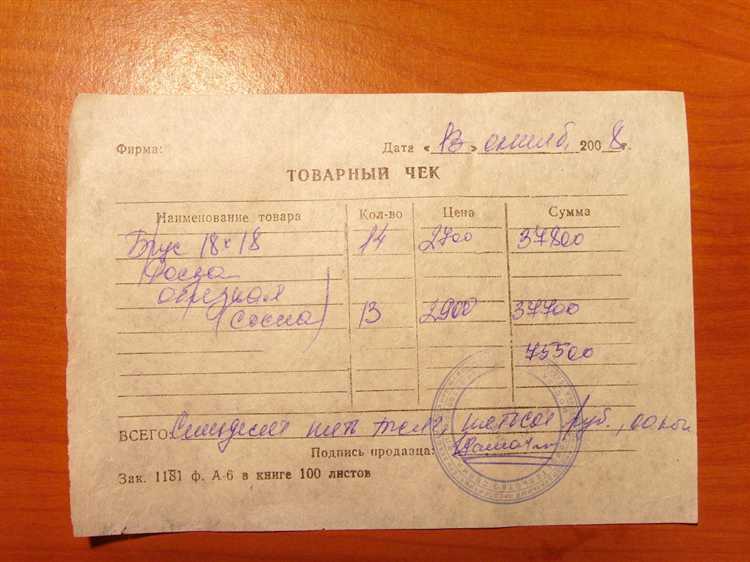 Фирма: Дата «13» октяб. 2008 г.
ТОВАРНЫЙ ЧЕК
Наименование товара Кол-во Цена Сумма
Брус 18×18 14 2700 37800
Доска
обрезная
(сосна) 13 2900 37700
75500
ВСЕГО Семьдесят пять тыс. пятьсот руб., 00 коп
Подпись продавца:
Зак. 1181 ф. А-6 в книге 100 листов